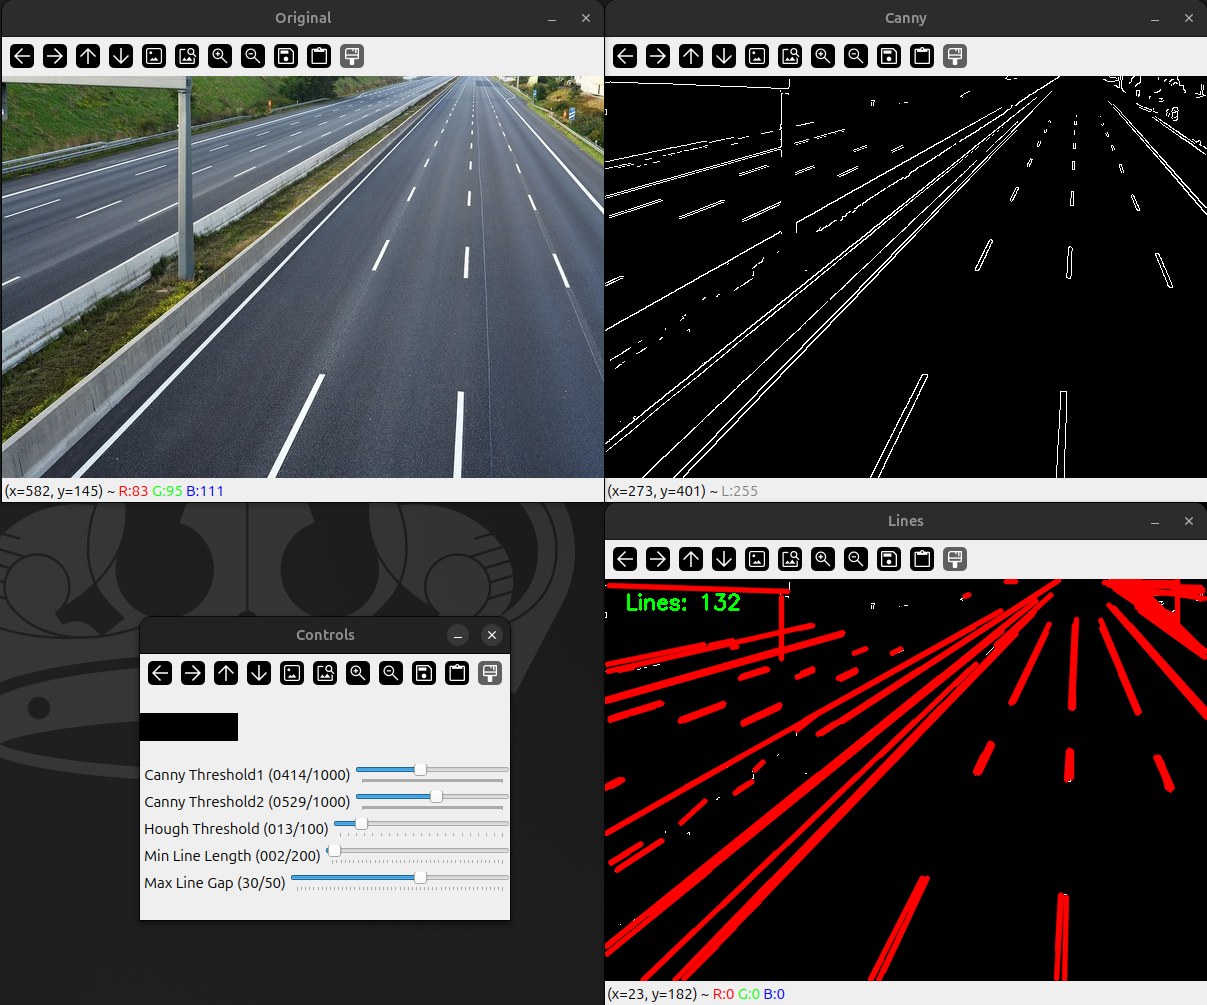 Original
Canny
(x=582, y=145) ~ R:83 G:95 B:111
(x=273, y=401) ~ L:255
Lines
Lines: 132
Controls
Canny Threshold1 (0414/1000)
Canny Threshold2 (0529/1000)
Hough Threshold (013/100)
Min Line Length (002/200)
Max Line Gap (30/50)
(x=23, y=182) ~ R:0 G:0 B:0